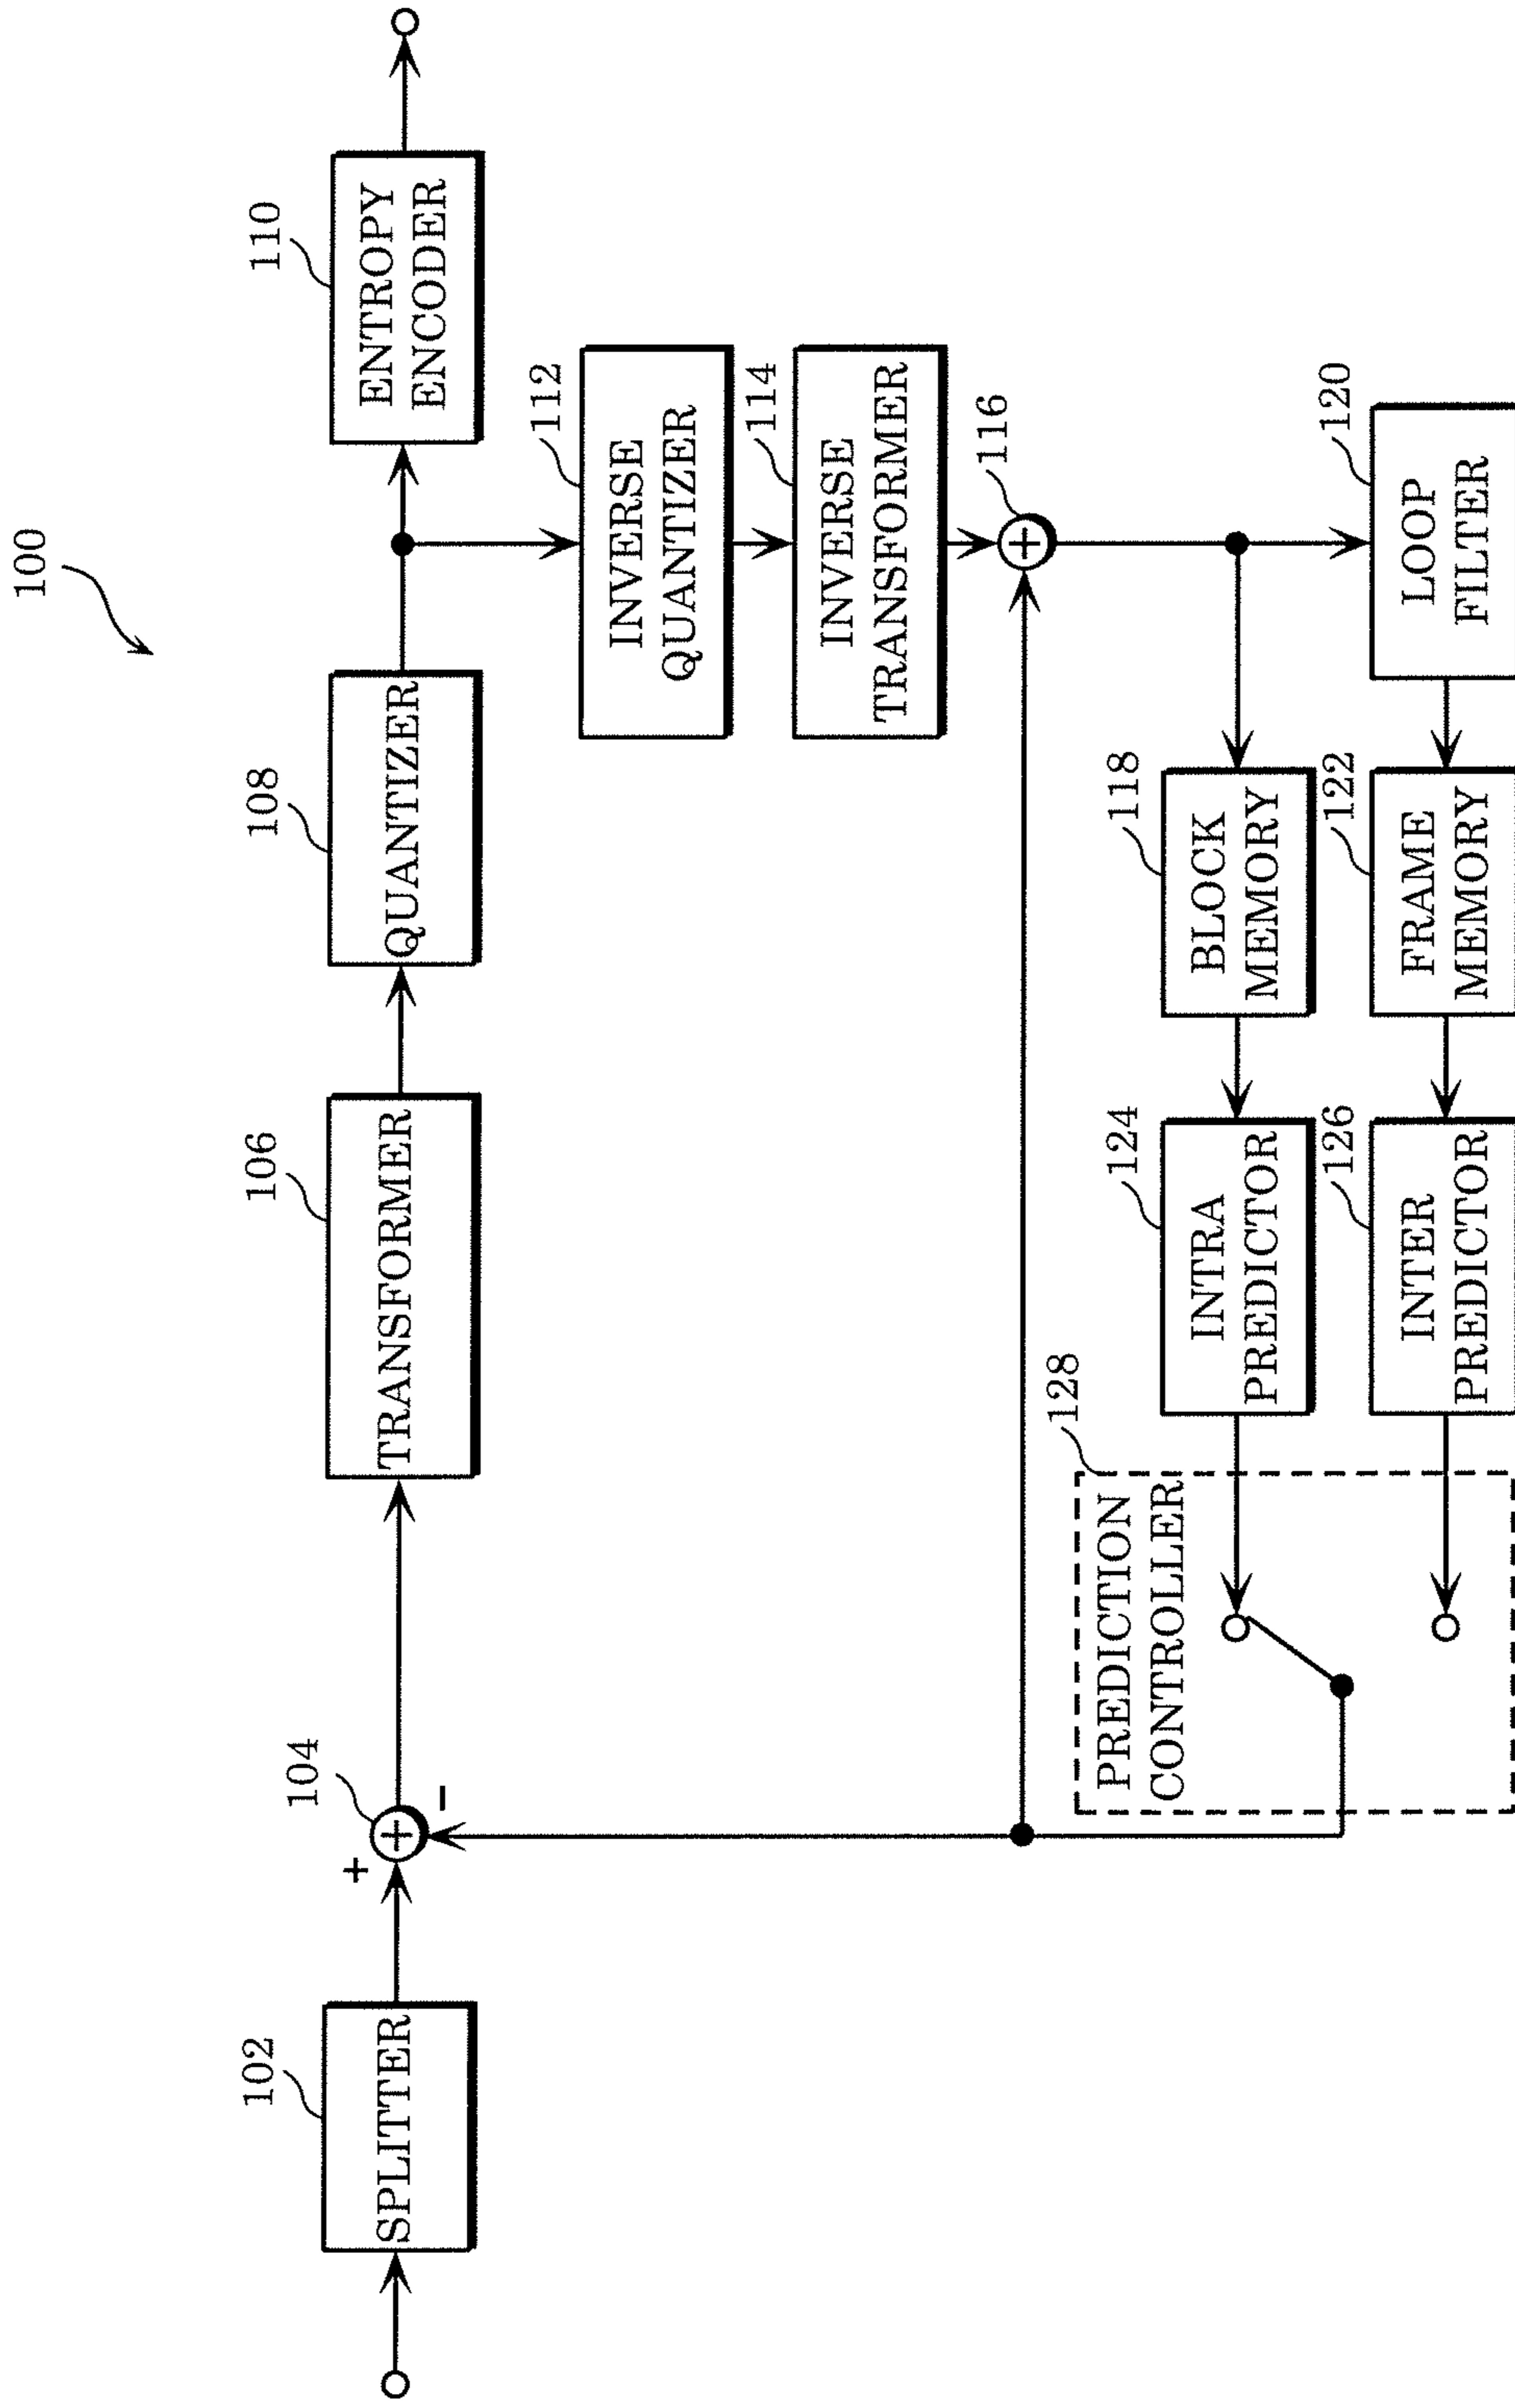 100
102
SPLITTER
104
+
−
106
TRANSFORMER
108
QUANTIZER
110
ENTROPY
ENCODER
112
INVERSE
QUANTIZER
114
INVERSE
TRANSFORMER
116
128
PREDICTION
CONTROLLER
124
INTRA
PREDICTOR
118
BLOCK
MEMORY
126
INTER
PREDICTOR
122
FRAME
MEMORY
120
LOOP
FILTER